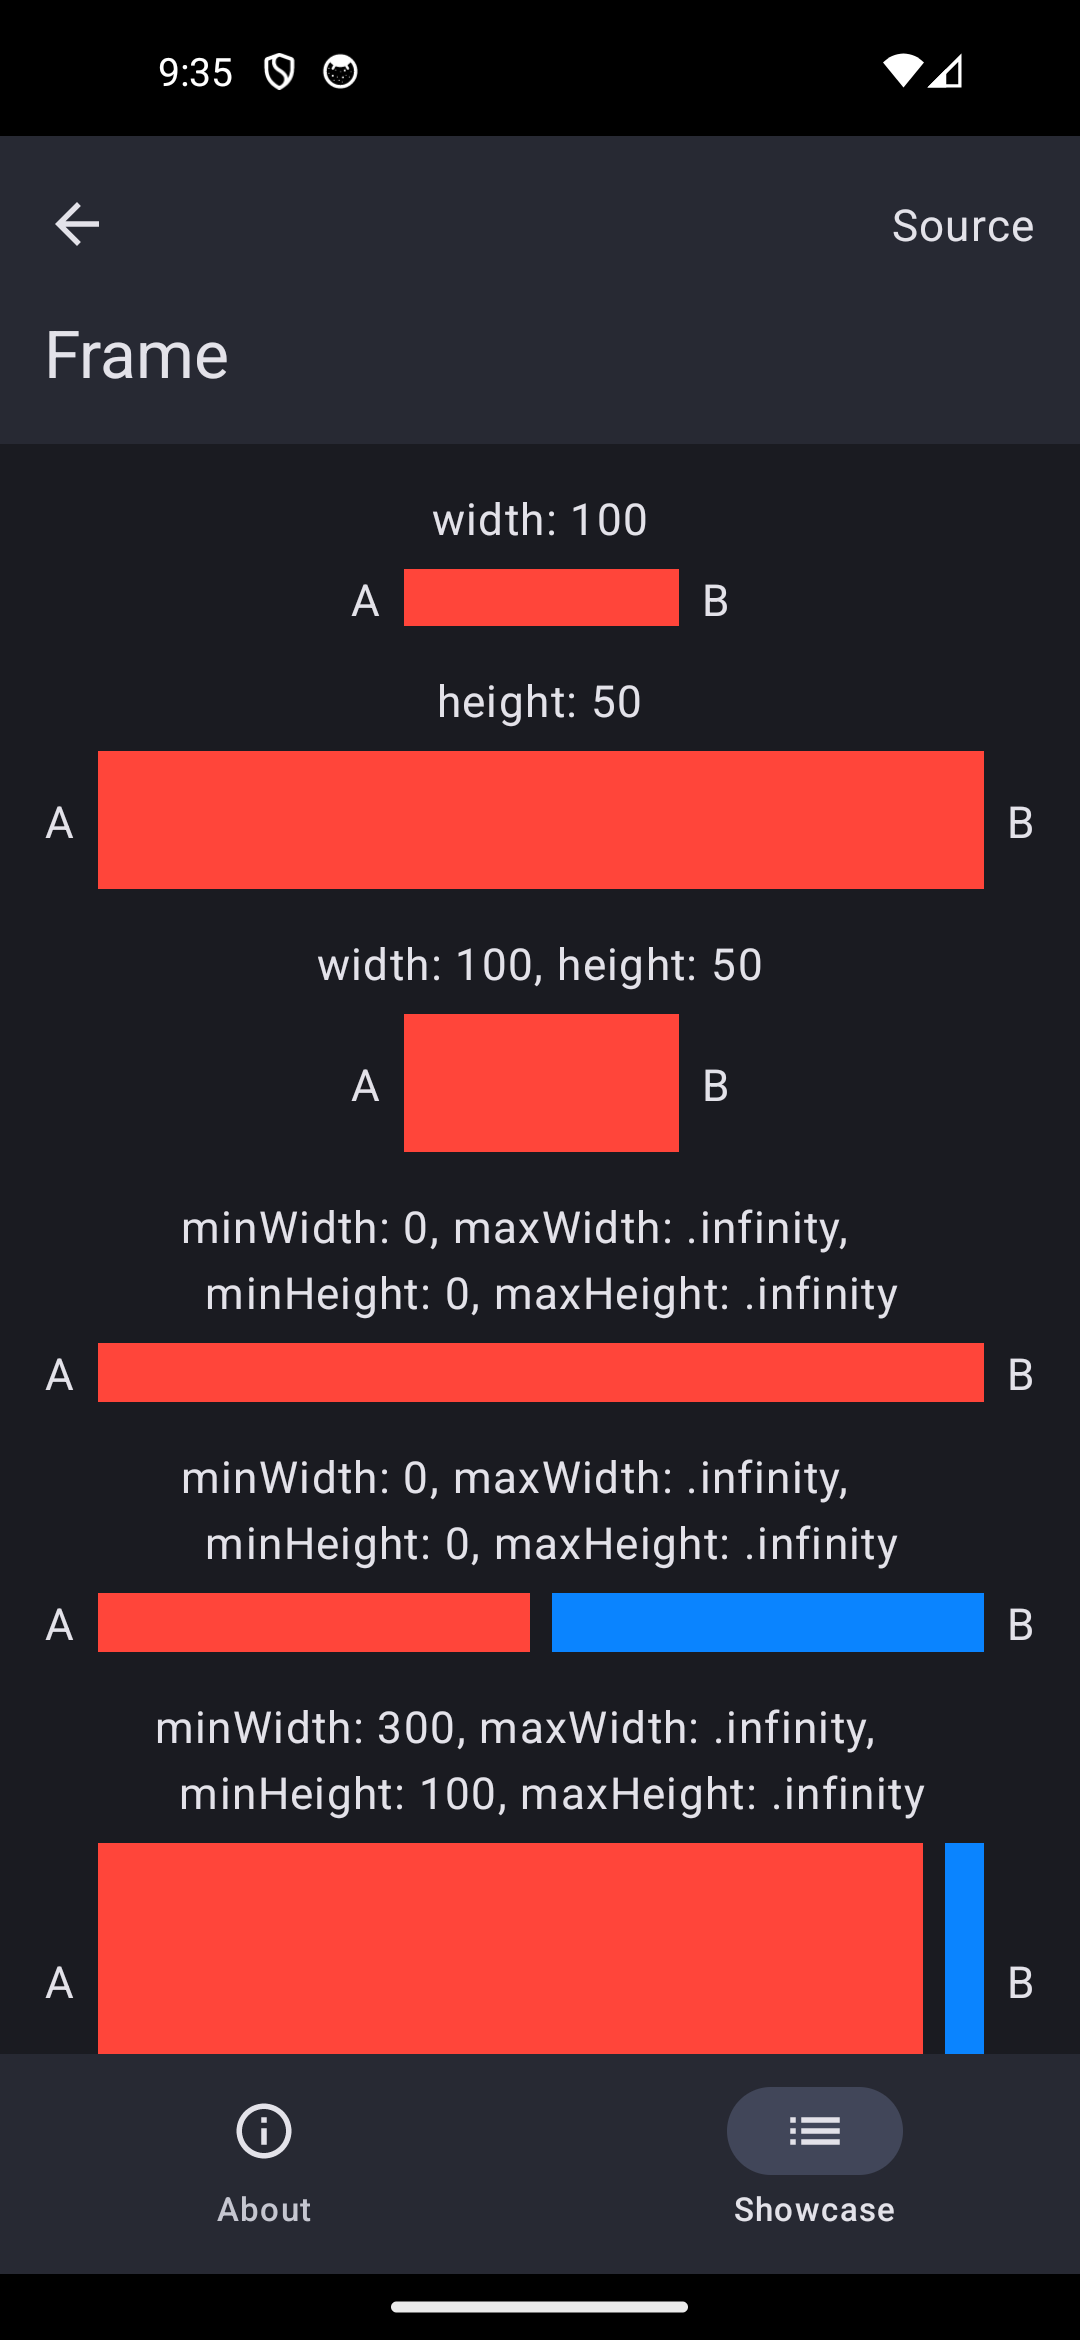 9:35
Source
Frame
width: 100
A B
height: 50
A B
width: 100, height: 50
A B
minWidth: 0, maxWidth: .infinity,
minHeight: 0, maxHeight: .infinity
A B
minWidth: 0, maxWidth: .infinity,
minHeight: 0, maxHeight: .infinity
A B
minWidth: 300, maxWidth: .infinity,
minHeight: 100, maxHeight: .infinity
A B
About Showcase